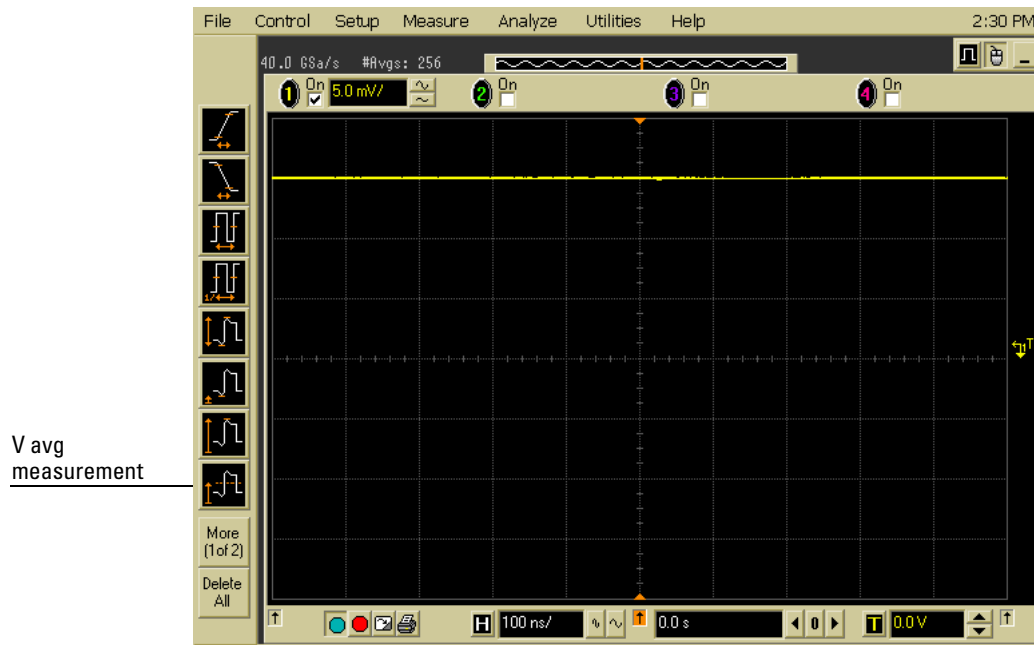 File Control Setup Measure Analyze Utilities Help 2:30 PM
40.0 GSa/s #Avgs: 256
1 On 5.0 mV/ 2 On 3 On 4 On
T
V avg
measurement
More
(1of 2)
Delete
All
H 100 ns/ 0.0 s 0 T 0.0 V